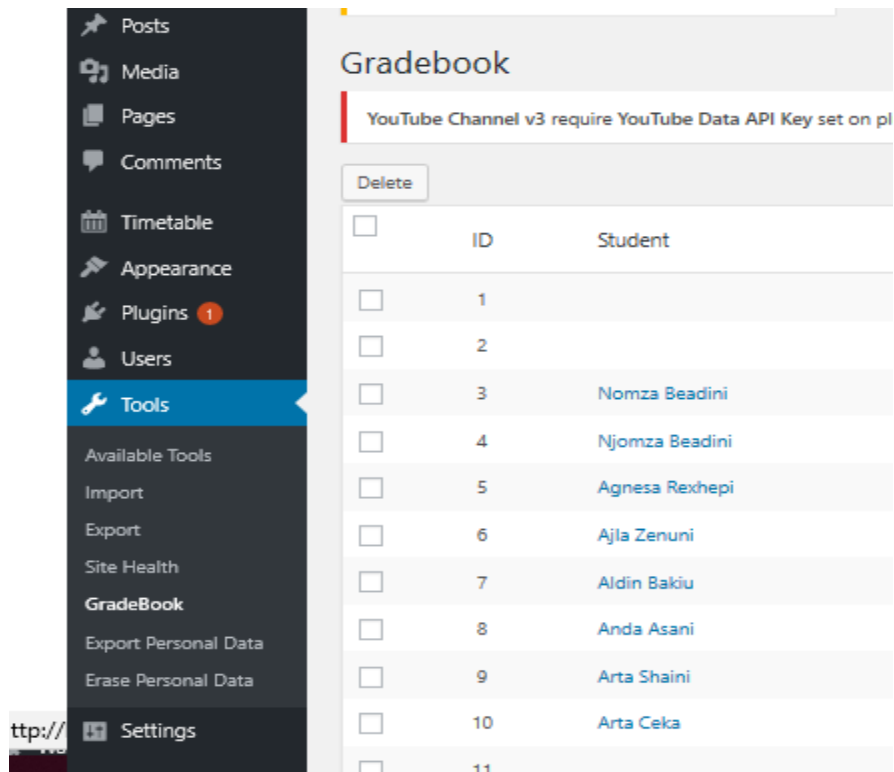 Posts
Media
Pages
Comments
Timetable
Appearance
Plugins 1
Users
Tools
Available Tools
Import
Export
Site Health
GradeBook
Export Personal Data
Erase Personal Data
ttp://
Settings
Gradebook
YouTube Channel v3 require YouTube Data API Key set on pl
Delete
ID Student
1
2
3 Nomza Beadini
4 Njomza Beadini
5 Agnesa Rexhepi
6 Ajla Zenuni
7 Aldin Bakiu
8 Anda Asani
9 Arta Shaini
10 Arta Ceka
11